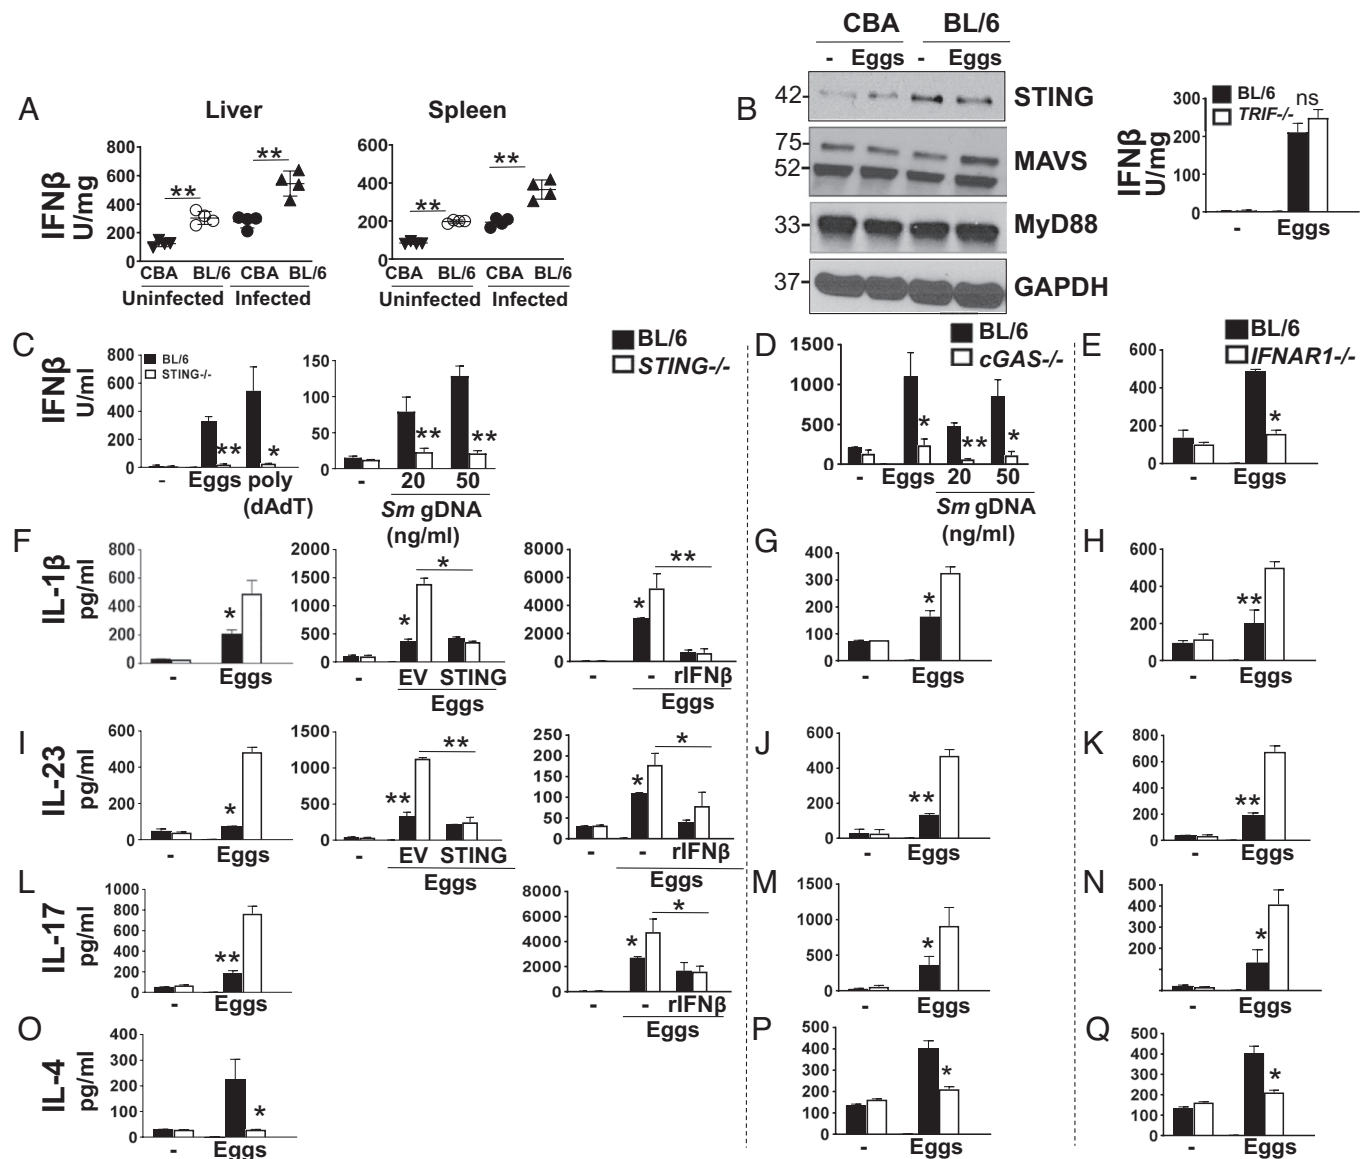 A
Liver
Spleen
IFNβ
U/mg
800
600
400
200
0
**
**
CBA BL/6 CBA BL/6
Uninfected Infected
600
400
200
0
**
**
CBA BL/6 CBA BL/6
Uninfected Infected
B
CBA BL/6
- Eggs - Eggs
42 STING
75
52 MAVS
33 MyD88
37 GAPDH
BL/6
TRIF-/-
IFNβ
U/mg
300
200
100
0
ns
- Eggs
C
IFNβ
U/ml
BL/6
STING-/-
800
600
400
200
0
** *
- Eggs poly
(dAdT)
BL/6
STING-/-
150
100
50
0
** **
- 20 50
Sm gDNA
(ng/ml)
D
BL/6
cGAS-/-
1500
1000
500
0
* ** *
- Eggs 20 50
Sm gDNA
(ng/ml)
E
BL/6
IFNAR1-/-
600
400
200
0
*
- Eggs
F
IL-1β
pg/ml
800
600
400
200
0
*
- Eggs
2000
1500
1000
500
0
* *
- EV STING
Eggs
8000
6000
4000
2000
0
* **
- - rIFNβ
Eggs
G
400
300
200
100
0
*
- Eggs
H
600
400
200
0
**
- Eggs
I
IL-23
pg/ml
600
400
200
0
*
- Eggs
1500
1000
500
0
** **
- EV STING
Eggs
250
200
150
100
50
0
* *
- - rIFNβ
Eggs
J
600
400
200
0
**
- Eggs
K
800
600
400
200
0
**
- Eggs
L
IL-17
pg/ml
1000
800
600
400
200
0
**
- Eggs
8000
6000
4000
2000
0
* *
- - rIFNβ
Eggs
M
1500
1000
500
0
*
- Eggs
N
500
400
200
0
*
- Eggs
O
IL-4
pg/ml
400
300
200
100
0
*
- Eggs
P
500
400
300
200
100
0
*
- Eggs
Q
500
400
300
200
100
0
*
- Eggs